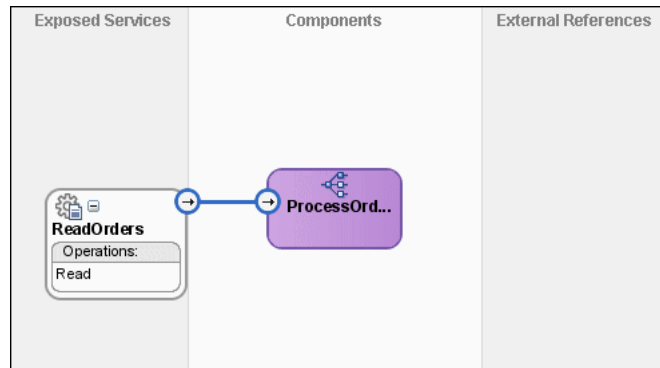 Exposed Services
Components
External References
ReadOrders
Operations:
Read
ProcessOrd...